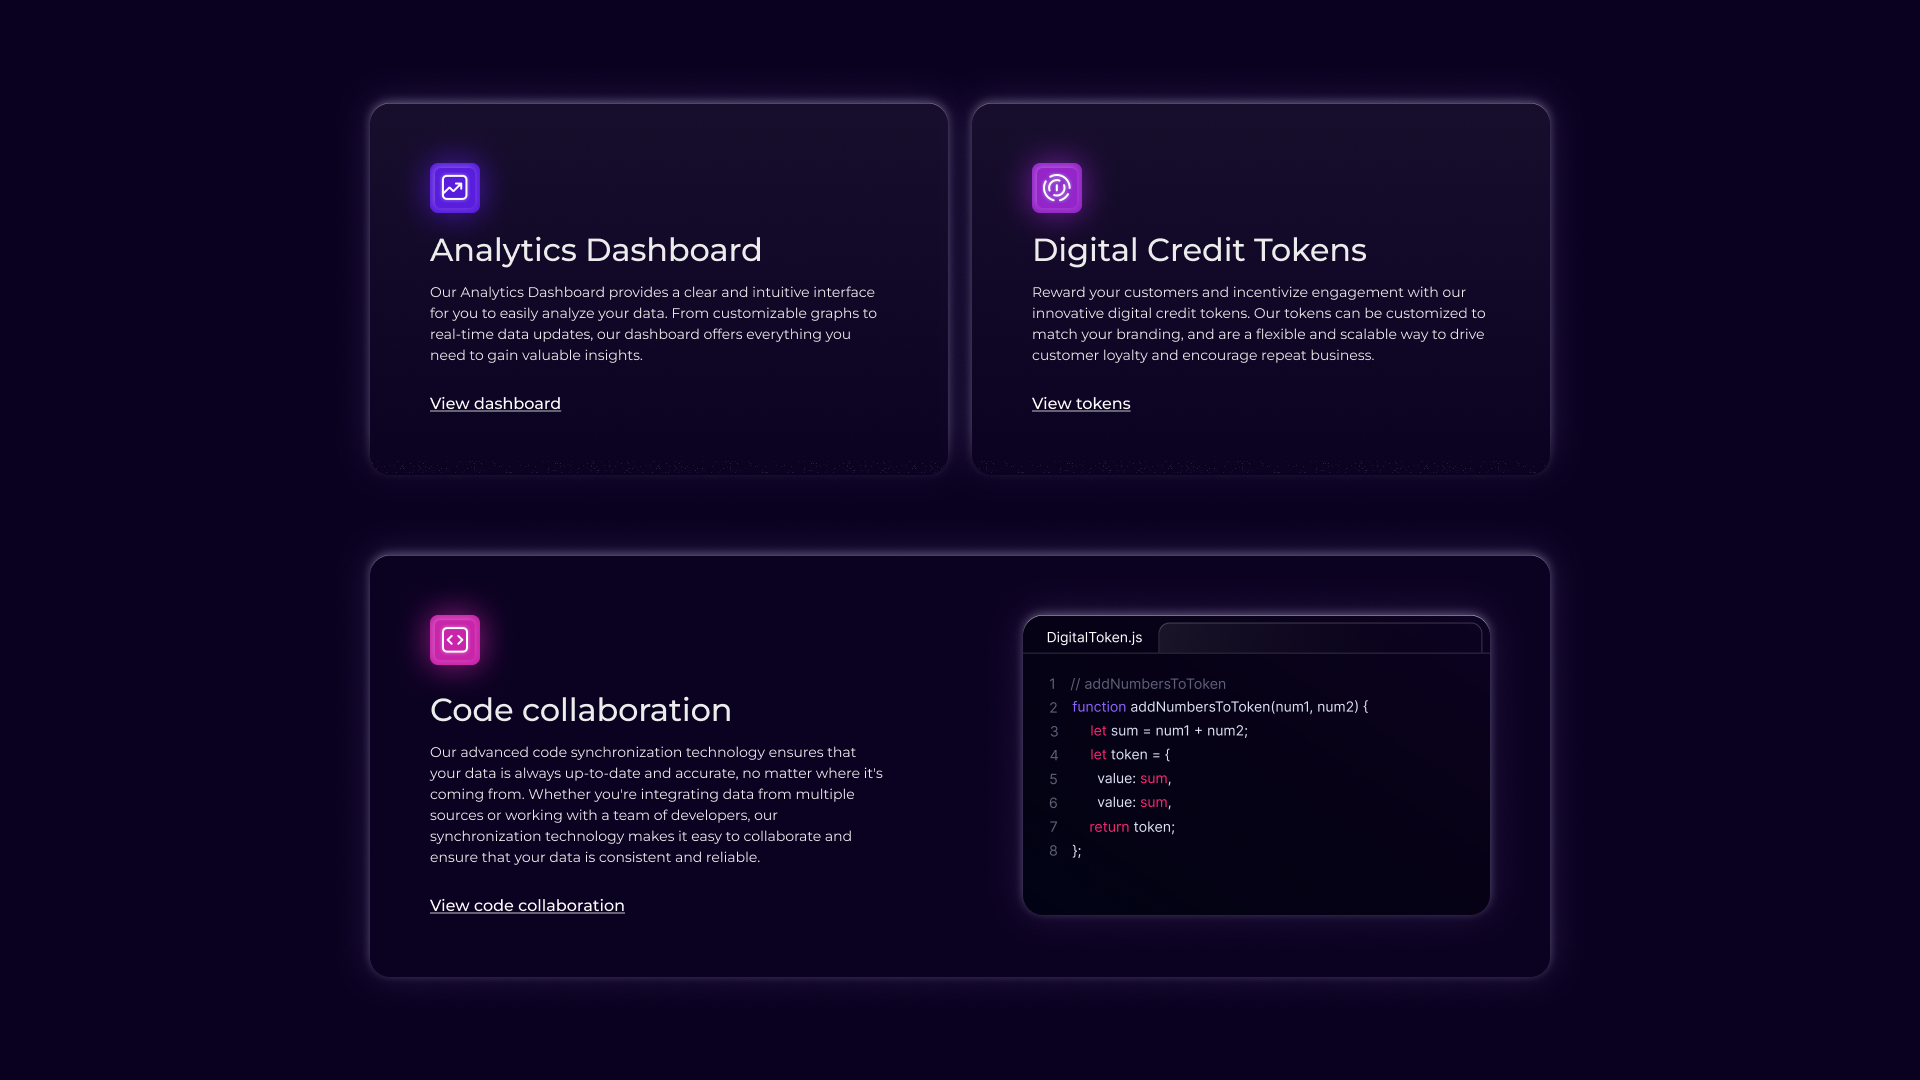 Analytics Dashboard
Our Analytics Dashboard provides a clear and intuitive interface
for you to easily analyze your data. From customizable graphs to
real-time data updates, our dashboard offers everything you
need to gain valuable insights.
View dashboard
Digital Credit Tokens
Reward your customers and incentivize engagement with our
innovative digital credit tokens. Our tokens can be customized to
match your branding, and are a flexible and scalable way to drive
customer loyalty and encourage repeat business.
View tokens
Code collaboration
Our advanced code synchronization technology ensures that
your data is always up-to-date and accurate, no matter where it's
coming from. Whether you're integrating data from multiple
sources or working with a team of developers, our
synchronization technology makes it easy to collaborate and
ensure that your data is consistent and reliable.
View code collaboration
DigitalToken.js
1 // addNumbersToToken
2 function addNumbersToToken(num1, num2) {
3 let sum = num1 + num2;
4 let token = {
5 value: sum,
6 value: sum,
7 return token;
8 };